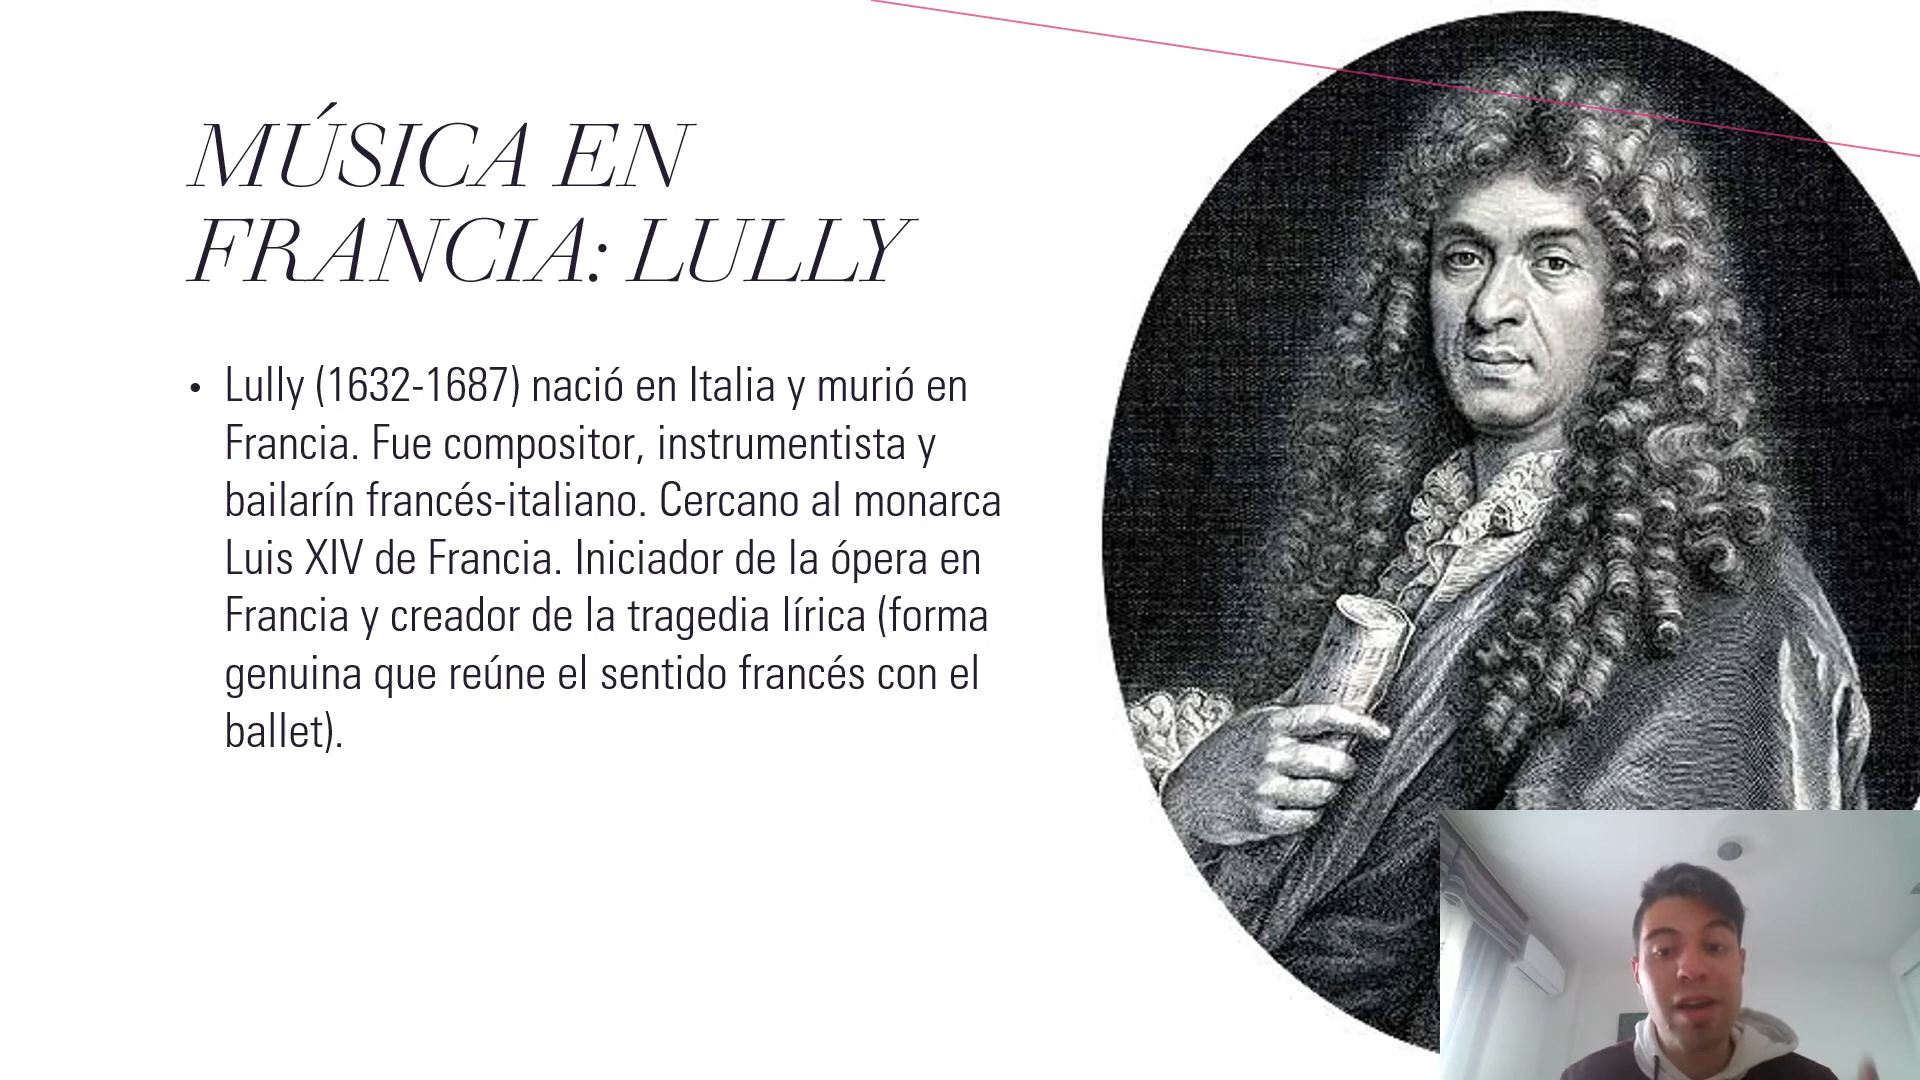 MÚSICA EN
FRANCIA: LULLY
• Lully (1632-1687) nació en Italia y murió en
Francia. Fue compositor, instrumentista y
bailarín francés-italiano. Cercano al monarca
Luis XIV de Francia. Iniciador de la ópera en
Francia y creador de la tragedia lírica (forma
genuina que reúne el sentido francés con el
ballet).